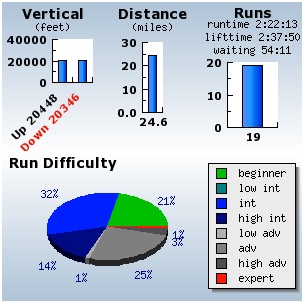 Vertical
(feet)
40000
20000
0
Up 20448
Down 20346
Distance
(miles)
30
20
10
0.0
24.6
Runs
runtime 2:22:13
lifttime 2:37:50
waiting 54:11
20
10
0
19
Run Difficulty
32%
21%
1%
3%
14%
1%
25%
beginner
low int
int
high int
low adv
adv
high adv
expert